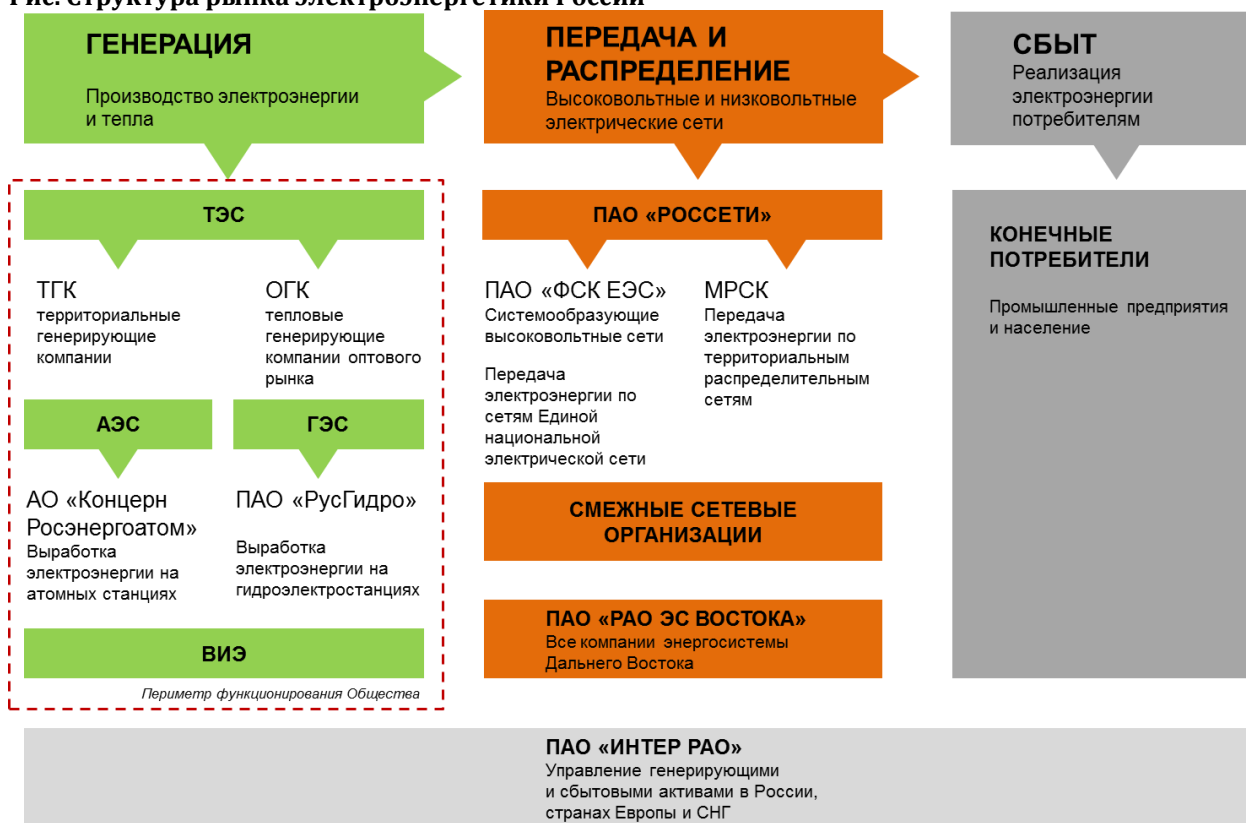 Рис. Структура рынка электроэнергетики России
ГЕНЕРАЦИЯ
Производство электроэнергии
и тепла
ПЕРЕДАЧА И
РАСПРЕДЕЛЕНИЕ
Высоковольтные и низковольтные
электрические сети
СБЫТ
Реализация
электроэнергии
потребителям
ТЭС
ТГК
территориальные
генерирующие
компании
ОГК
тепловые
генерирующие
компании оптового
рынка
АЭС
ГЭС
АО «Концерн
Росэнергоатом»
Выработка
электроэнергии на
атомных станциях
ПАО «РусГидро»
Выработка
электроэнергии на
гидроэлектростанциях
ВИЭ
Периметр функционирования Общества
ПАО «РОССЕТИ»
ПАО «ФСК ЕЭС»
Системообразующие
высоковольтные сети
Передача
электроэнергии по
сетям Единой
национальной
электрической сети
МРСК
Передача
электроэнергии по
территориальным
распределительным
сетям
СМЕЖНЫЕ СЕТЕВЫЕ
ОРГАНИЗАЦИИ
ПАО «РАО ЭС ВОСТОКА»
Все компании энергосистемы
Дальнего Востока
КОНЕЧНЫЕ
ПОТРЕБИТЕЛИ
Промышленные предприятия
и население
ПАО «ИНТЕР РАО»
Управление генерирующими
и сбытовыми активами в России,
странах Европы и СНГ